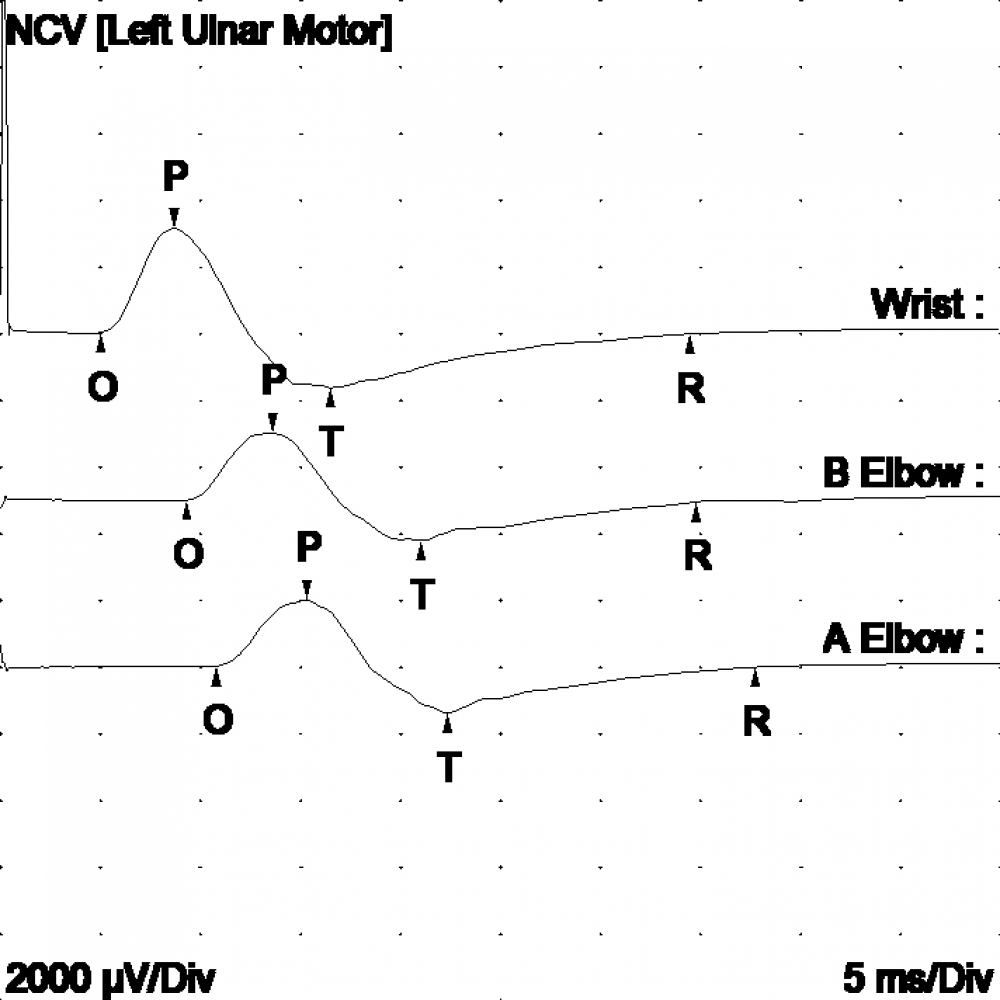 NCV [Left Ulnar Motor]
P
Wrist :
O
R
P
T
B Elbow :
O
R
P
T
A Elbow :
O
R
T
2000 µV/Div
5 ms/Div